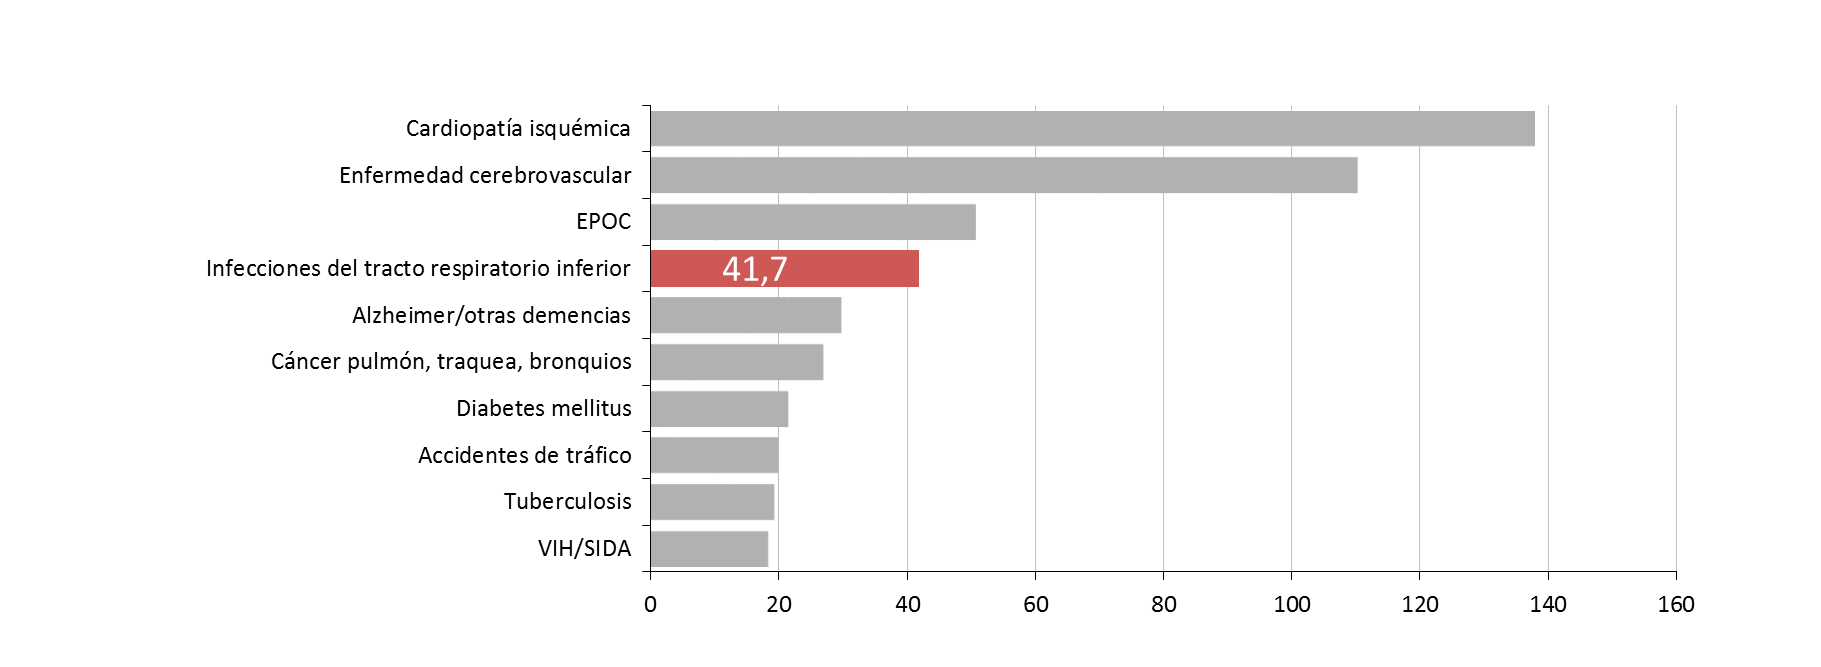 Cardiopatía isquémica
Enfermedad cerebrovascular
EPOC
Infecciones del tracto respiratorio inferior
41,7
Alzheimer/otras demencias
Cáncer pulmón, traquea, bronquios
Diabetes mellitus
Accidentes de tráfico
Tuberculosis
VIH/SIDA
0 20 40 60 80 100 120 140 160